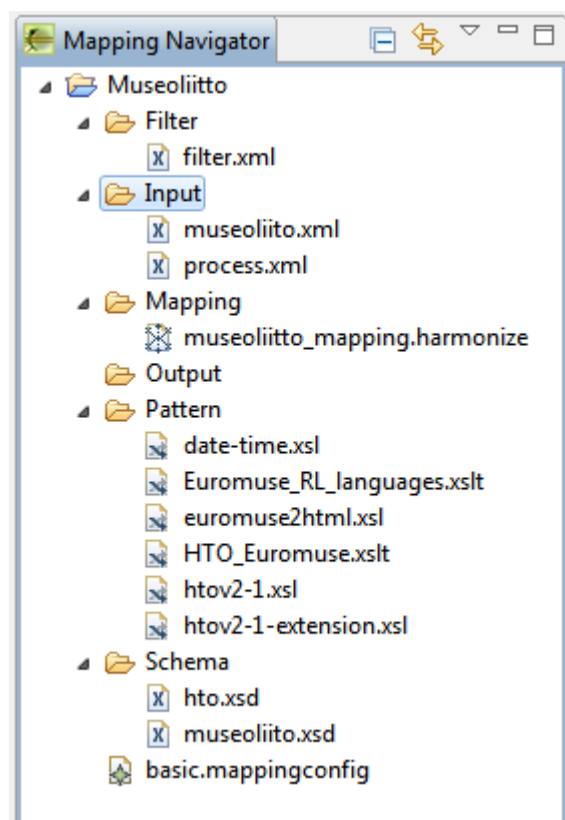 Mapping Navigator
Museoliitto
Filter
filter.xml
Input
museoliito.xml
process.xml
Mapping
museoliitto_mapping.harmonize
Output
Pattern
date-time.xsl
Euromuse_RL_languages.xslt
euromuse2html.xsl
HTO_Euromuse.xslt
htov2-1.xsl
htov2-1-extension.xsl
Schema
hto.xsd
museoliito.xsd
basic.mappingconfig